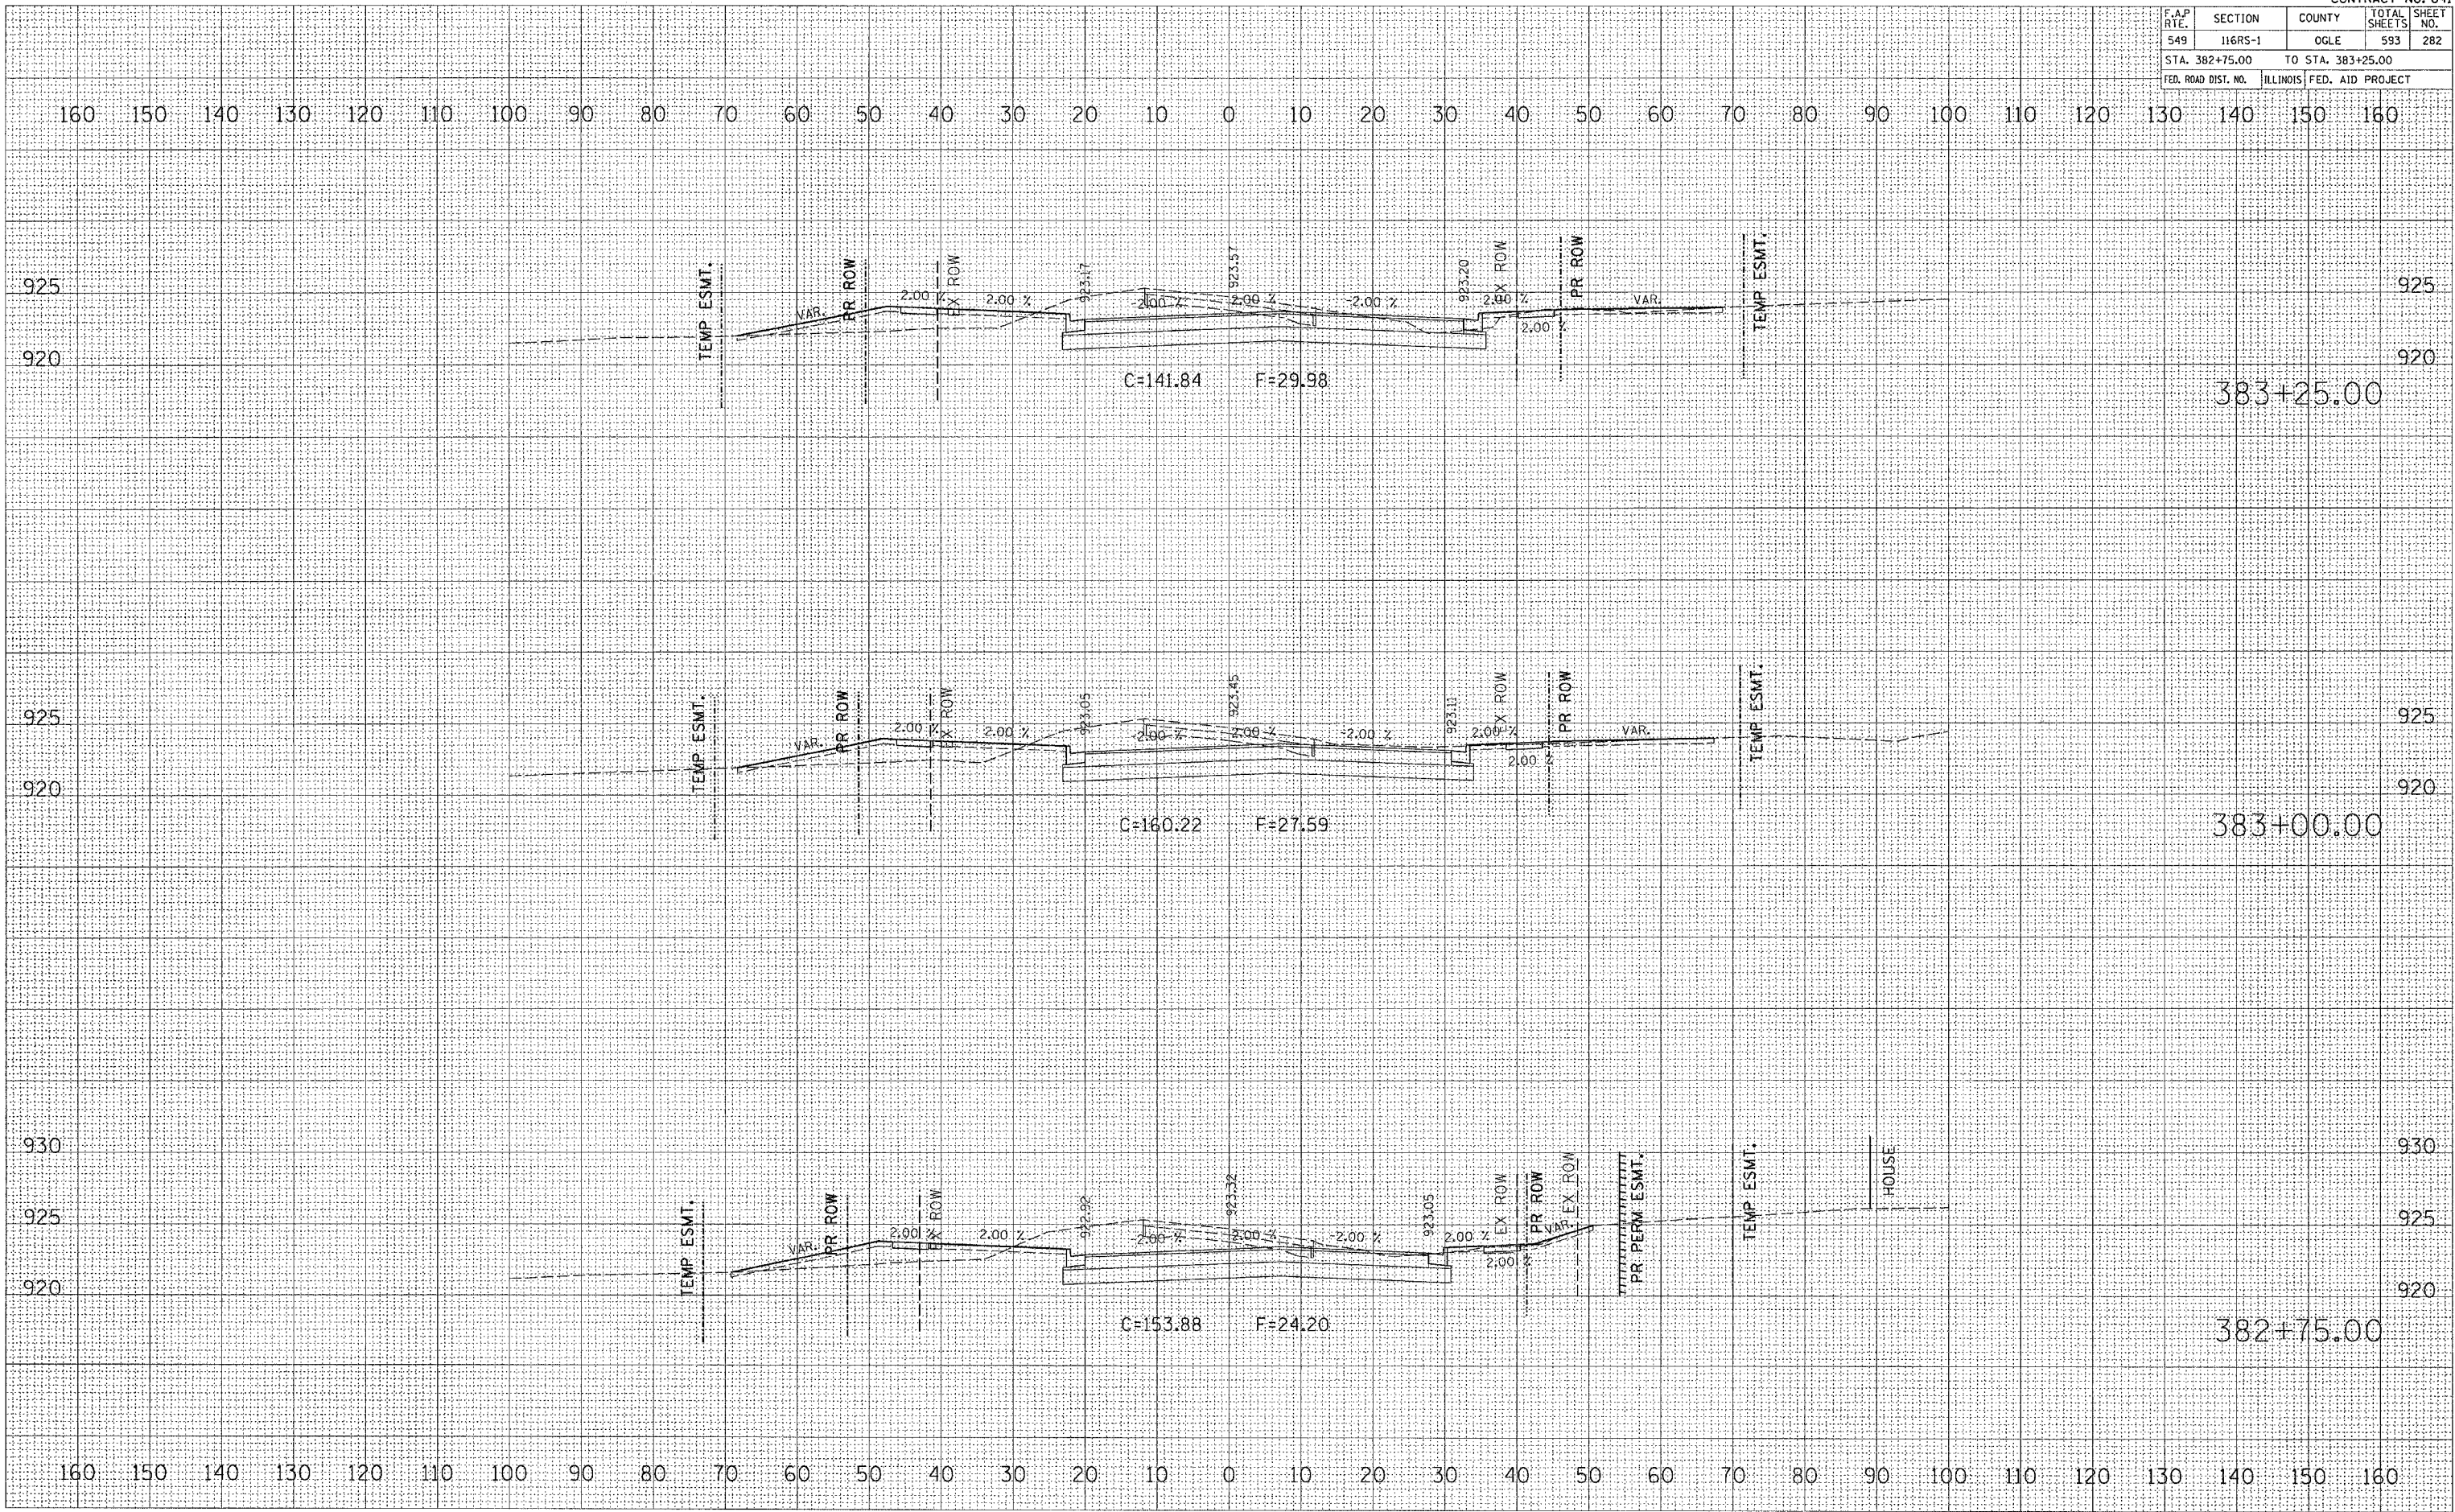 F.A.P. RTE. SECTION COUNTY TOTAL SHEETS SHEET NO.
549 116RS-1 OGLE 593 282
STA. 382+75.00 TO STA. 383+25.00
FED. ROAD DIST. NO. ILLINOIS FED. AID PROJECT
160 150 140 130 120 110 100 90 80 70 60 50 40 30 20 10 0 10 20 30 40 50 60 70 80 90 100 110 120 130 140 150 160
TEMP ESMT. PR ROW EX ROW 923.17 923.57 923.20 EX ROW PR ROW TEMP ESMT.
925 925
VAR. 2.00 % 2.00 % -2.00 % 2.00 % -2.00 % 2.00 % 2.00 % VAR.
920 920
C=141.84 F=29.98
383+25.00
TEMP ESMT. PR ROW EX ROW 923.05 923.45 923.11 EX ROW PR ROW TEMP ESMT.
925 925
VAR. 2.00 % 2.00 % -2.00 % 2.00 % -2.00 % 2.00 % 2.00 % VAR.
920 920
C=160.22 F=27.59
383+00.00
930 930
TEMP ESMT. PR ROW EX ROW 922.92 923.32 923.05 EX ROW PR ROW EX ROW PR PERM ESMT. TEMP ESMT. HOUSE
925 925
VAR. 2.00 % 2.00 % 2.00 % 2.00 % -2.00 % 2.00 % 2.00 % VAR.
920 920
C=153.88 F=24.20
382+75.00
160 150 140 130 120 110 100 90 80 70 60 50 40 30 20 10 0 10 20 30 40 50 60 70 80 90 100 110 120 130 140 150 160